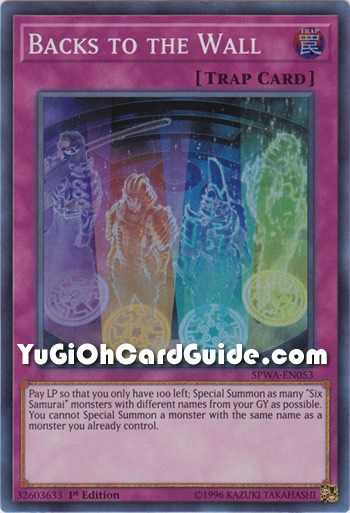 BACKS TO THE WALL
TRAP
罠
[TRAP CARD]
YuGiOhCardGuide.com
SPWA-EN053
Pay LP so that you only have 100 left; Special Summon as many "Six
Samurai" monsters with different names from your GY as possible.
You cannot Special Summon a monster with the same name as a
monster you already control.
32603633 1st Edition ©1996 KAZUKI TAKAHASHI